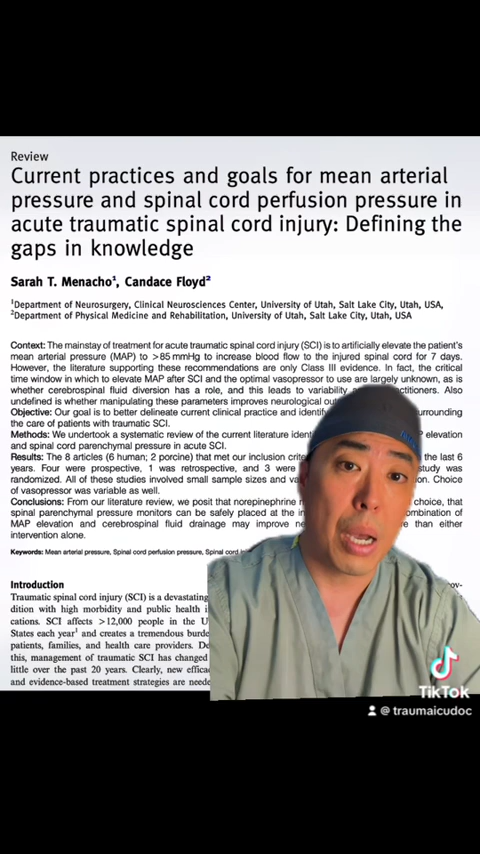 Review
Current practices and goals for mean arterial
pressure and spinal cord perfusion pressure in
acute traumatic spinal cord injury: Defining the
gaps in knowledge
Sarah T. Menacho¹, Candace Floyd²
¹Department of Neurosurgery, Clinical Neurosciences Center, University of Utah, Salt Lake City, Utah, USA,
²Department of Physical Medicine and Rehabilitation, University of Utah, Salt Lake City, Utah, USA
Context: The mainstay of treatment for acute traumatic spinal cord injury (SCI) is to artificially elevate the patient's
mean arterial pressure (MAP) to >85 mmHg to increase blood flow to the injured spinal cord for 7 days.
However, the literature supporting these recommendations are only Class III evidence. In fact, the critical
time window in which to elevate MAP after SCI and the optimal vasopressor to use are largely unknown, as is
whether cerebrospinal fluid diversion has a role, and this leads to variability practitioners. Also
undefined is whether manipulating these parameters improves neurological
Objective: Our goal is to better delineate current clinical practice and surrounding
the care of patients with traumatic SCI.
Methods: We undertook a systematic review of the current literature elevation
and spinal cord parenchymal pressure in animals.
Results: The 8 articles (6 human; 2 porcine) that met our inclusion the last 6
years. Four were prospective, 1 was retrospective, and 3 were study was
randomized. All of these studies involved small sample sizes and Choice
of vasopressor was variable as well.
Conclusions: From our literature review, we posit that norepinephrine choice, that
spinal parenchymal pressure monitors can be safely placed at the
MAP elevation and cerebrospinal fluid drainage may improve than either
intervention alone.
Keywords: Mean arterial pressure, Spinal cord perfusion pressure, Spinal cord
Introduction
Traumatic spinal cord injury (SCI) is a
dition with high morbidity and public health
cations. SCI affects >12,000 people in the
States each year¹ and creates a tremendous
patients, families, and health care providers.
this, management of traumatic SCI has changed
little over the past 20 years. Clearly, new
and evidence-based treatment strategies are
TikTok
@ traumaicudoc